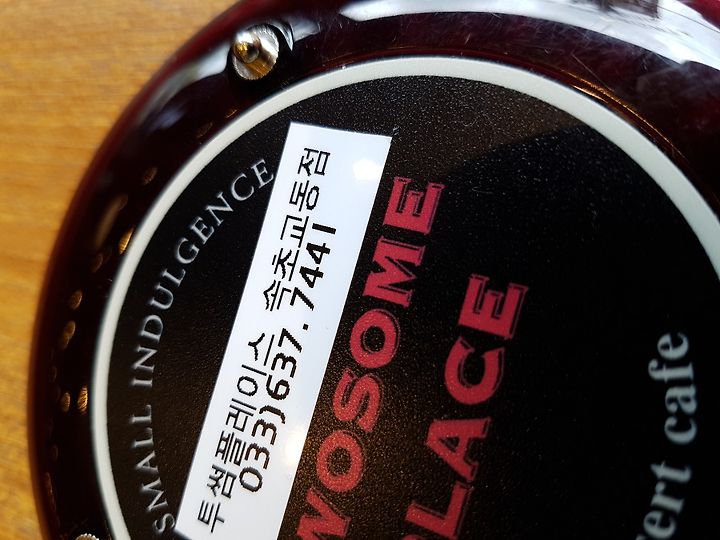 SMALL INDULGENCE
투썸플레이스 속초교동점
033)637.7441
WOSOME
PLACE
ert cafe